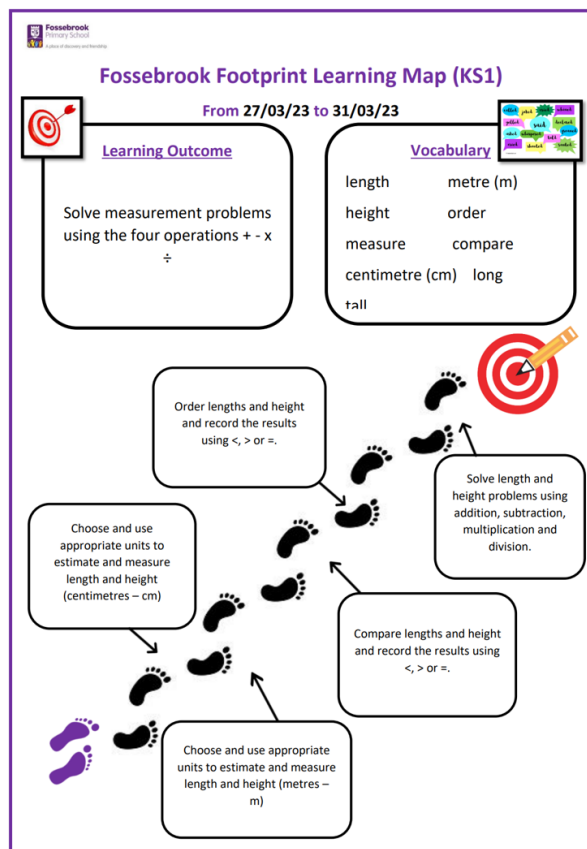 Fossebrook
Primary School
A place of discovery and friendship
Fossebrook Footprint Learning Map (KS1)
From 27/03/23 to 31/03/23
Learning Outcome
Solve measurement problems
using the four operations + - x
÷
Vocabulary
length metre (m)
height order
measure compare
centimetre (cm) long
tall
Order lengths and height
and record the results
using <, > or =.
Solve length and
height problems using
addition, subtraction,
multiplication and
division.
Choose and use
appropriate units to
estimate and measure
length and height
(centimetres – cm)
Compare lengths and height
and record the results using
<, > or =.
Choose and use appropriate
units to estimate and measure
length and height (metres –
m)